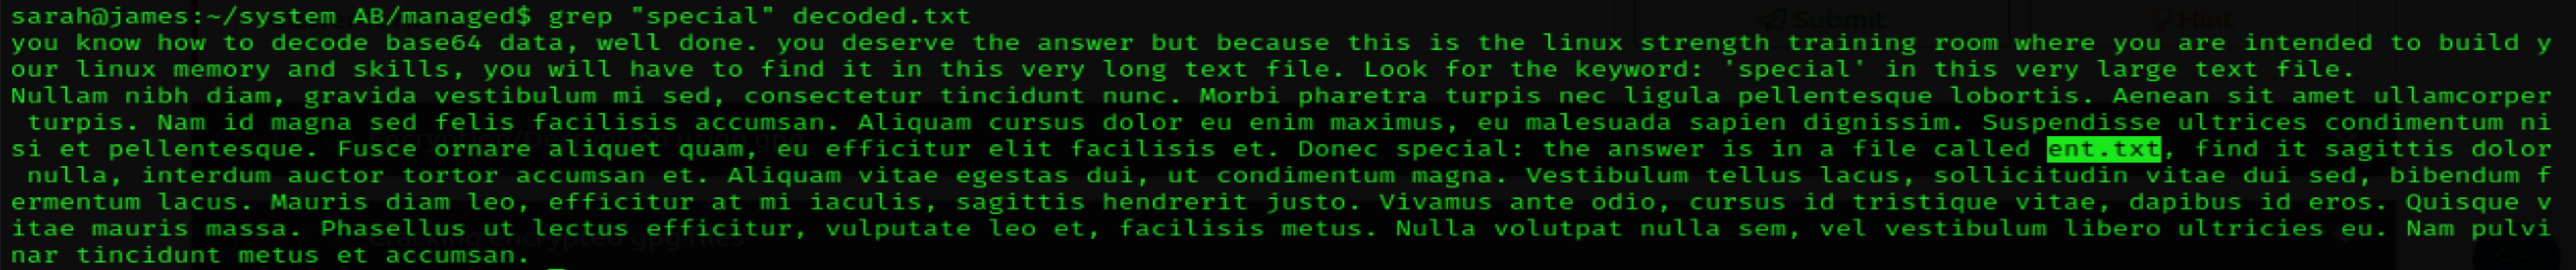 sarah@james:~/system AB/managed$ grep "special" decoded.txt
you know how to decode base64 data, well done. you deserve the answer but because this is the linux strength training room where you are intended to build y
our linux memory and skills, you will have to find it in this very long text file. Look for the keyword: 'special' in this very large text file.
Nullam nibh diam, gravida vestibulum mi sed, consectetur tincidunt nunc. Morbi pharetra turpis nec ligula pellentesque lobortis. Aenean sit amet ullamcorper
 turpis. Nam id magna sed felis facilisis accumsan. Aliquam cursus dolor eu enim maximus, eu malesuada sapien dignissim. Suspendisse ultrices condimentum ni
si et pellentesque. Fusce ornare aliquet quam, eu efficitur elit facilisis et. Donec special: the answer is in a file called ent.txt, find it sagittis dolor
 nulla, interdum auctor tortor accumsan et. Aliquam vitae egestas dui, ut condimentum magna. Vestibulum tellus lacus, sollicitudin vitae dui sed, bibendum f
ermentum lacus. Mauris diam leo, efficitur at mi iaculis, sagittis hendrerit justo. Vivamus ante odio, cursus id tristique vitae, dapibus id eros. Quisque v
itae mauris massa. Phasellus ut lectus efficitur, vulputate leo et, facilisis metus. Nulla volutpat nulla sem, vel vestibulum libero ultricies eu. Nam pulvi
nar tincidunt metus et accumsan.
Submit
Hint